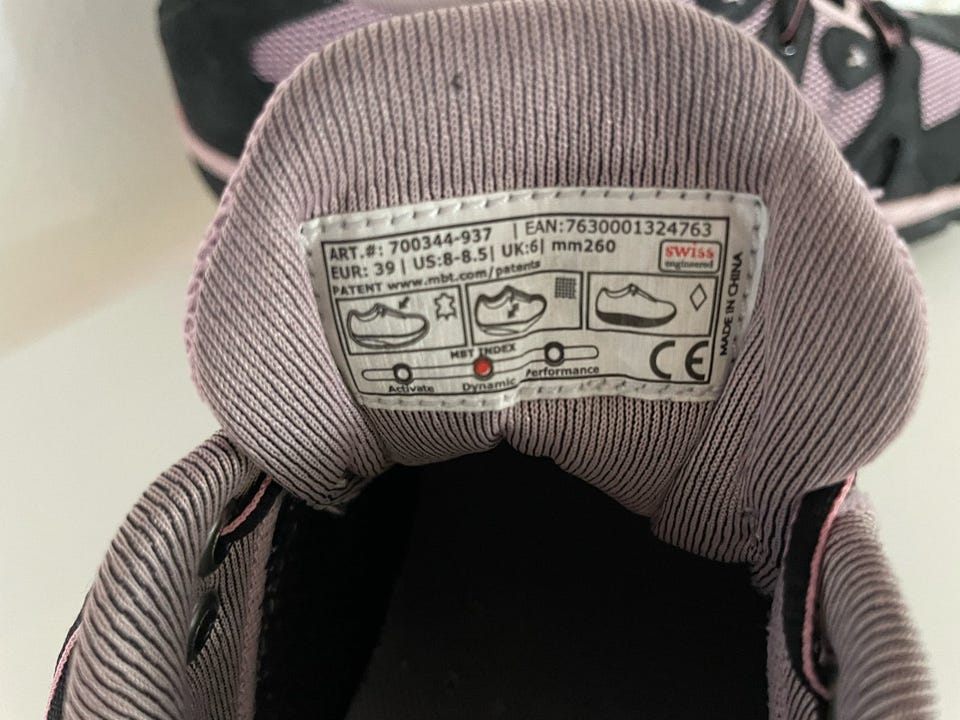 ART.#: 700344-937 | EAN:7630001324763
EUR: 39 | US:8-8.5| UK:6| mm260
swiss
engineered
PATENT www.mbt.com/patents
MBT INDEX
Activate Dynamic Performance
CE
MADE IN CHINA